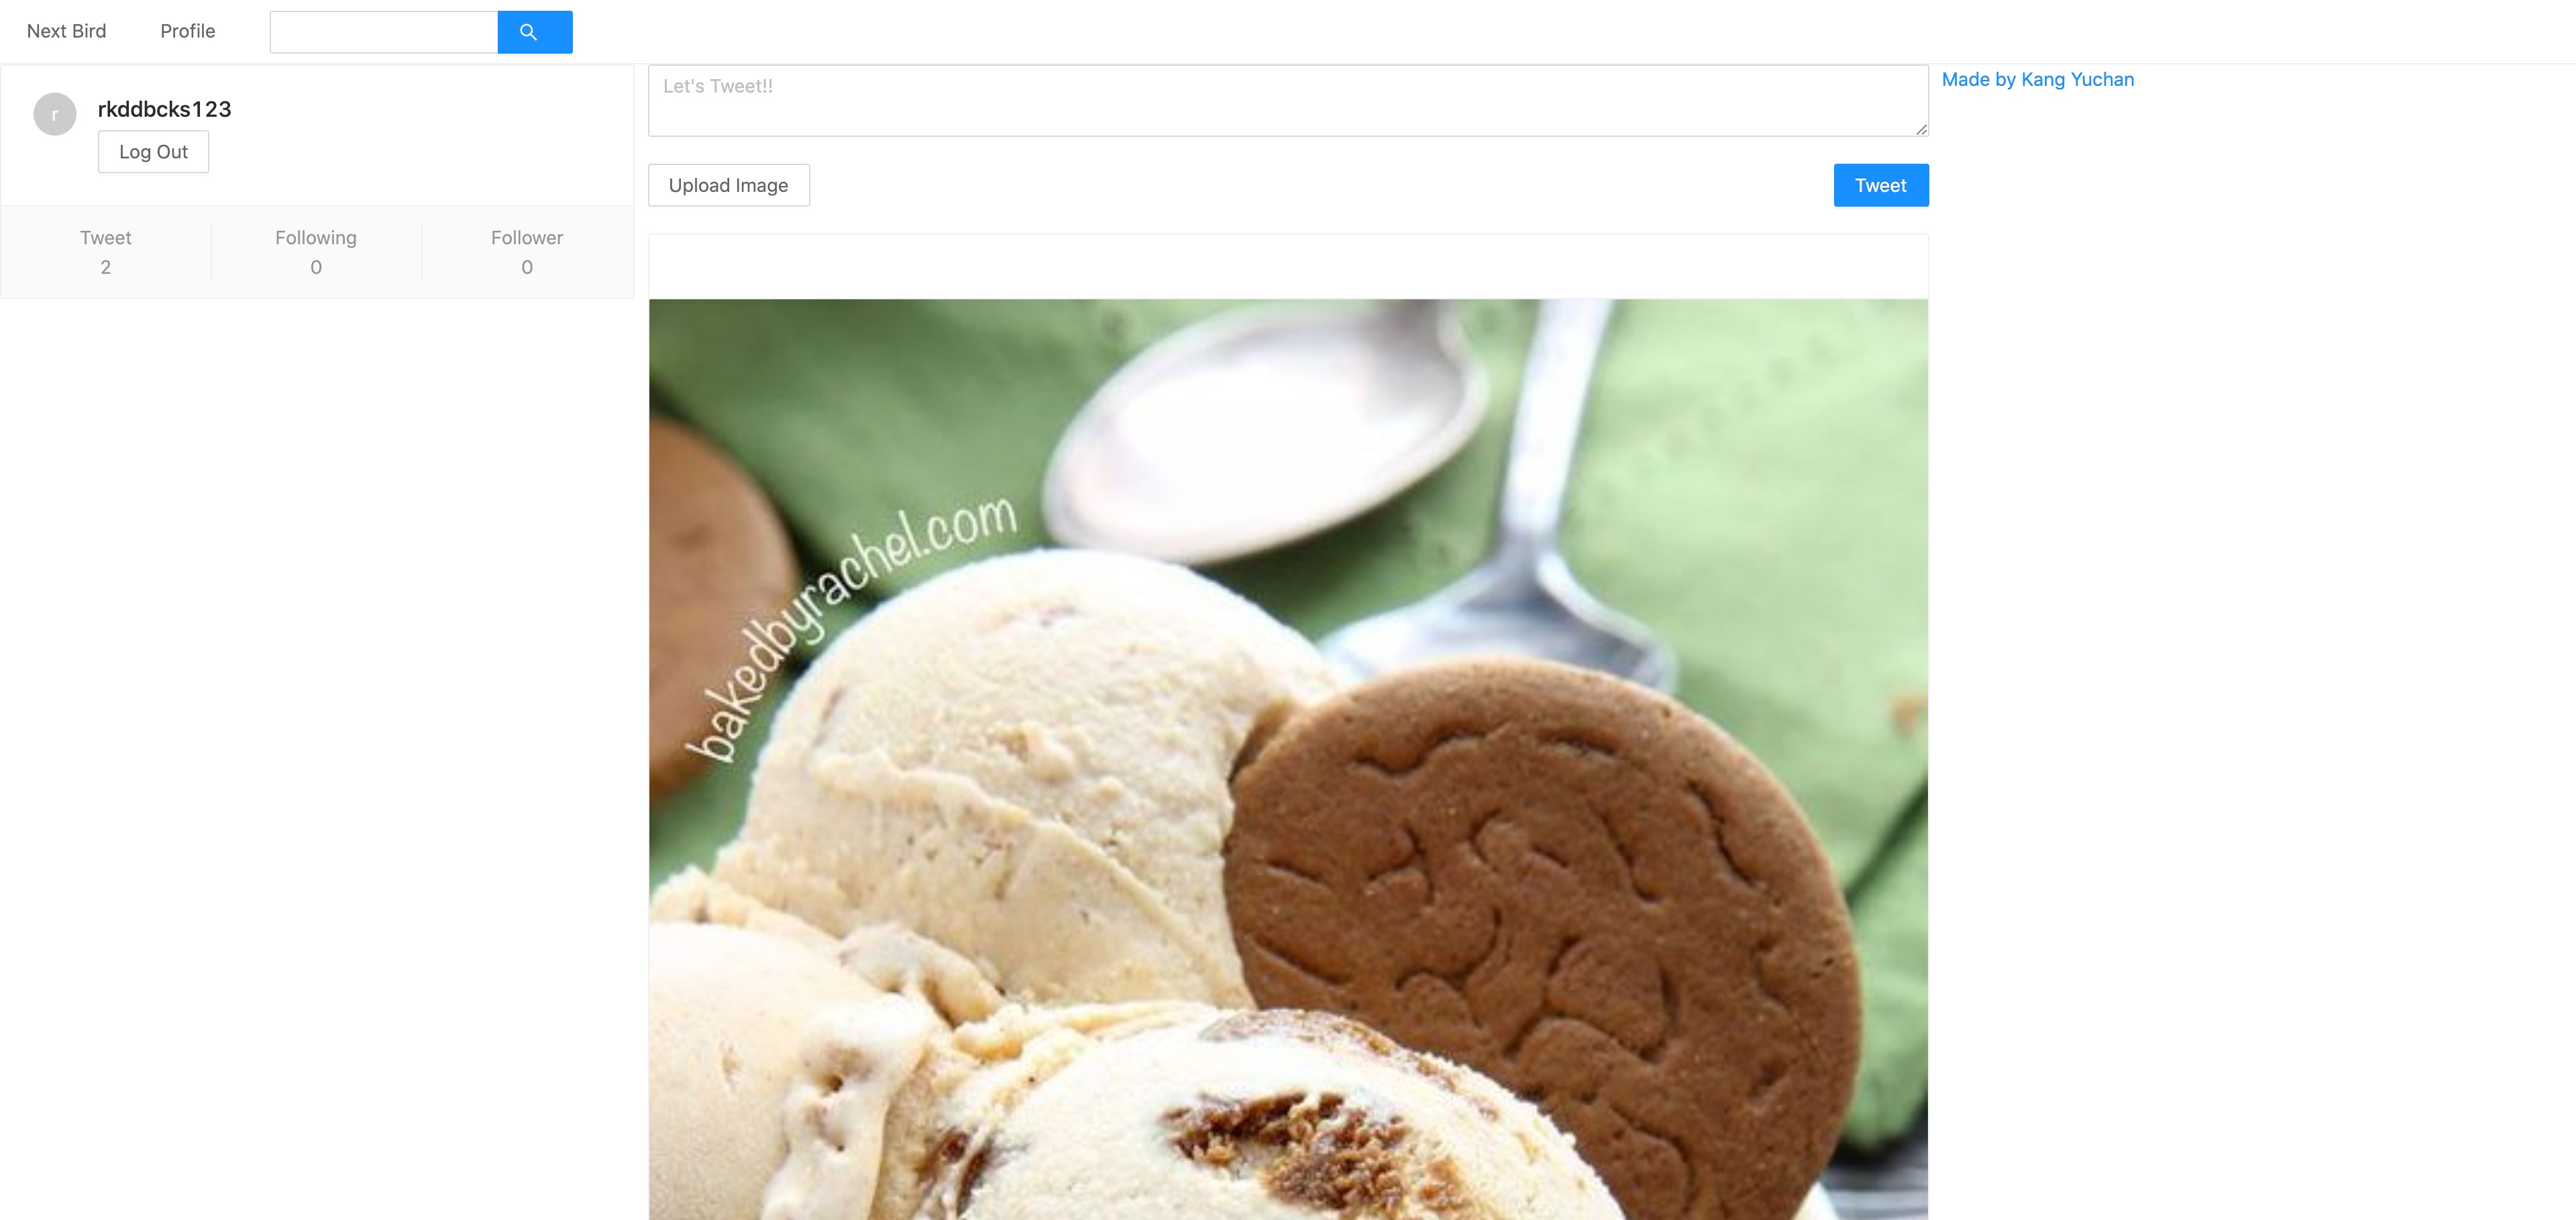 Next Bird
Profile
r
rkddbcks123
Log Out
Tweet
2
Following
0
Follower
0
Let's Tweet!!
Upload Image
Tweet
bakedbyrachel.com
Made by Kang Yuchan